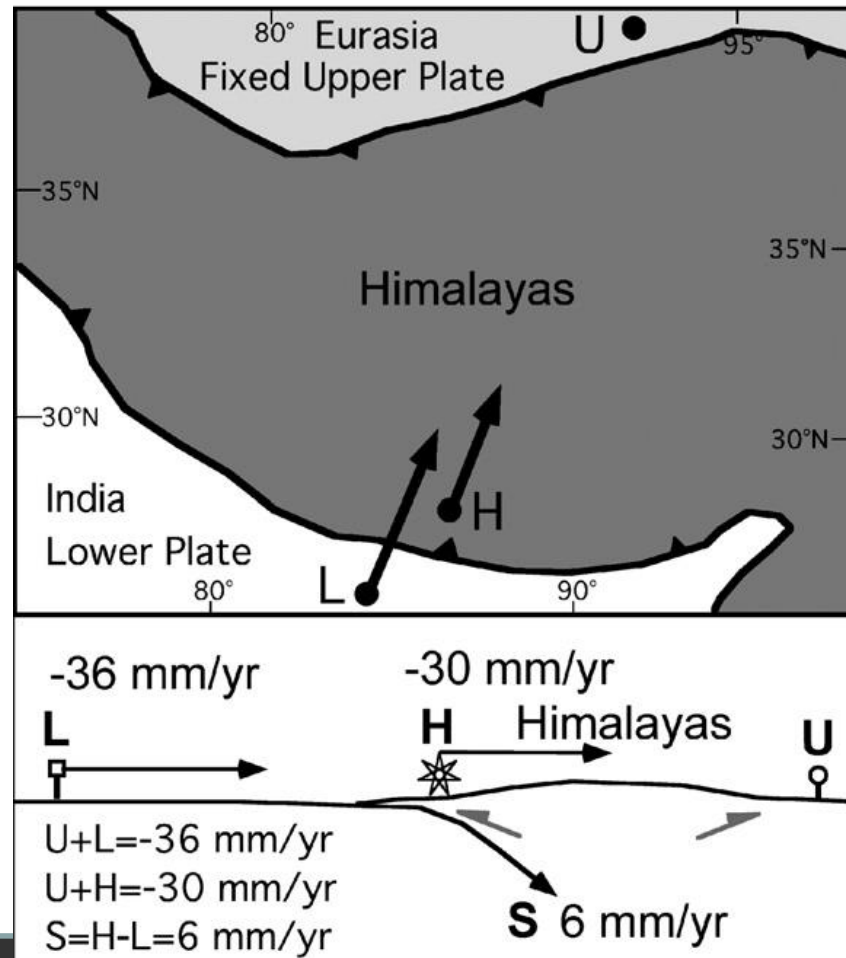 80° Eurasia U 95°
Fixed Upper Plate
35°N
35°N
Himalayas
30°N
30°N
India
Lower Plate
H
L
80° 90°
-36 mm/yr -30 mm/yr
L H Himalayas U
U+L=-36 mm/yr
U+H=-30 mm/yr
S=H-L=6 mm/yr
S 6 mm/yr